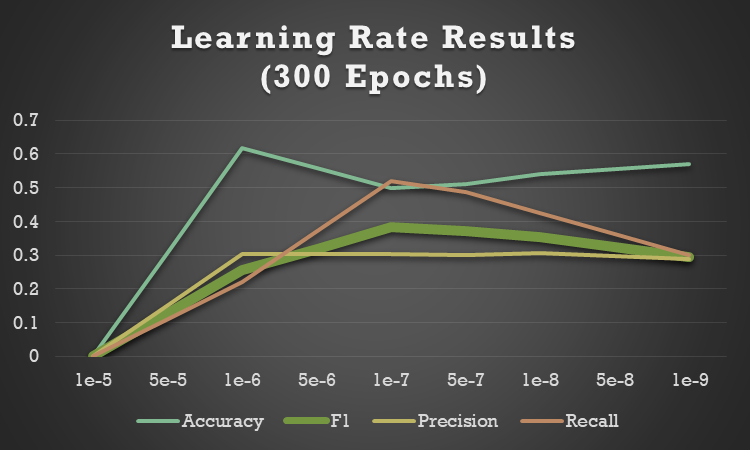 Learning Rate Results
(300 Epochs)
0.7
0.6
0.5
0.4
0.3
0.2
0.1
0
1e-5 5e-5 1e-6 5e-6 1e-7 5e-7 1e-8 5e-8 1e-9
Accuracy F1 Precision Recall